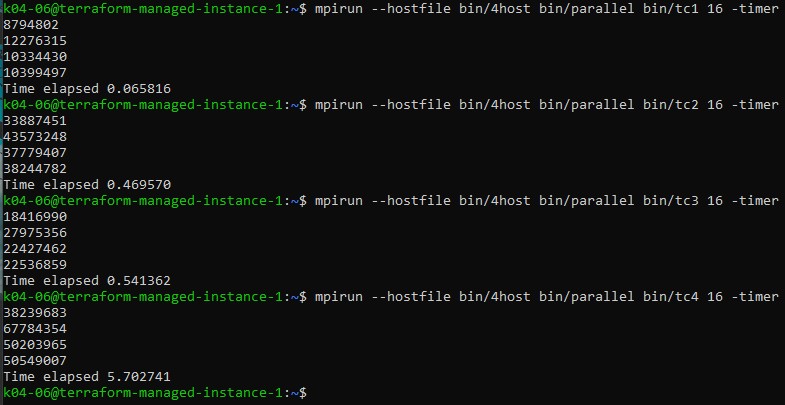 k04-06@terraform-managed-instance-1:~$ mpirun --hostfile bin/4host bin/parallel bin/tc1 16 -timer
8794802
12276315
10334430
10399497
Time elapsed 0.065816
k04-06@terraform-managed-instance-1:~$ mpirun --hostfile bin/4host bin/parallel bin/tc2 16 -timer
33887451
43573248
37779407
38244782
Time elapsed 0.469570
k04-06@terraform-managed-instance-1:~$ mpirun --hostfile bin/4host bin/parallel bin/tc3 16 -timer
18416990
27975356
22427462
22536859
Time elapsed 0.541362
k04-06@terraform-managed-instance-1:~$ mpirun --hostfile bin/4host bin/parallel bin/tc4 16 -timer
38239683
67784354
50203965
50549007
Time elapsed 5.702741
k04-06@terraform-managed-instance-1:~$